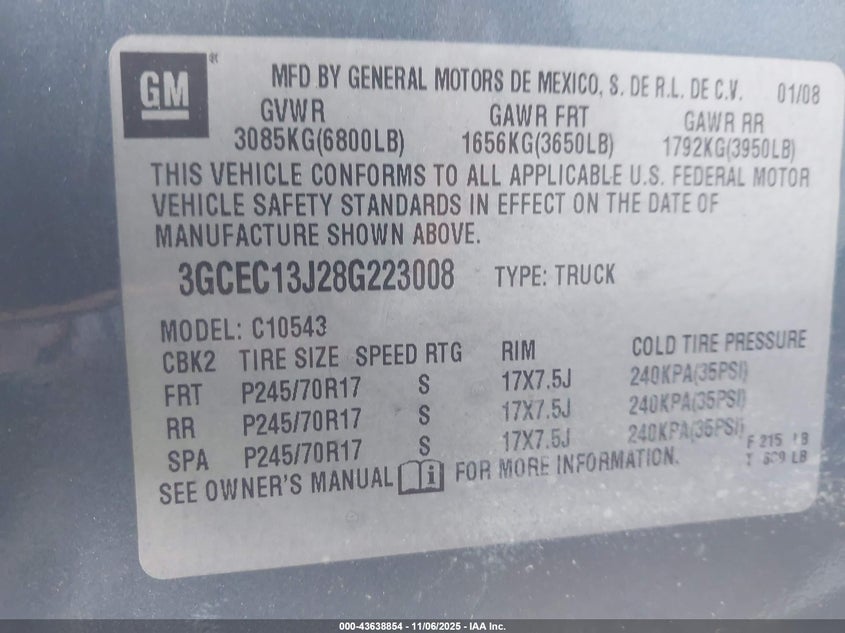 GM
MFD BY GENERAL MOTORS DE MEXICO, S. DE R.L. DE C.V. 01/08
GVWR GAWR FRT GAWR RR
3085KG(6800LB) 1656KG(3650LB) 1792KG(3950LB)
THIS VEHICLE CONFORMS TO ALL APPLICABLE U.S. FEDERAL MOTOR
VEHICLE SAFETY STANDARDS IN EFFECT ON THE DATE OF
MANUFACTURE SHOWN ABOVE.
3GCEC13J28G223008 TYPE: TRUCK
MODEL: C10543
CBK2 TIRE SIZE SPEED RTG RIM COLD TIRE PRESSURE
FRT P245/70R17 S 17X7.5J 240KPA(35PSI)
RR P245/70R17 S 17X7.5J 240KPA(35PSI)
SPA P245/70R17 S 17X7.5J 240KPA(35PSI)
F 215 LB
SEE OWNER'S MANUAL i FOR MORE INFORMATION.
LB
000-43638854 - 11/06/2025 - IAA Inc.